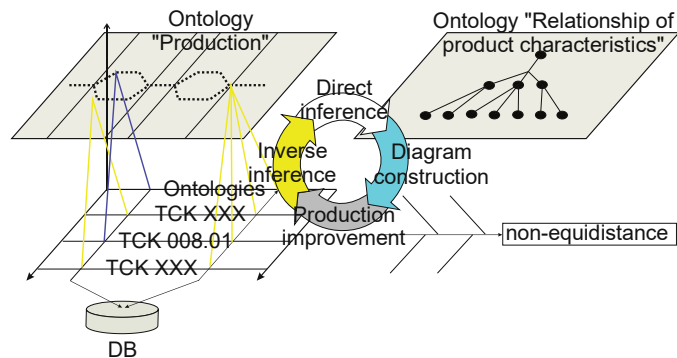 Ontology
"Production"
Ontology "Relationship of
product characteristics"
Direct
inference
Inverse
inference
Diagram
construction
Ontologies
Production
improvement
TCK XXX
TCK 008.01
TCK XXX
non-equidistance
DB